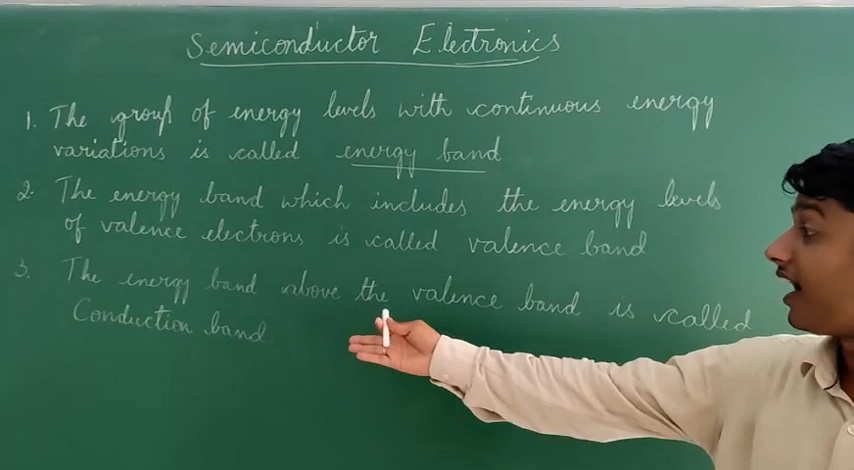 Semiconductor Electronics
1. The group of energy levels with continuous energy
variations is called energy band
2. The energy band which includes the energy levels
of valence electrons is called valence band
3. The energy band above the valence band is called
Conduction band.